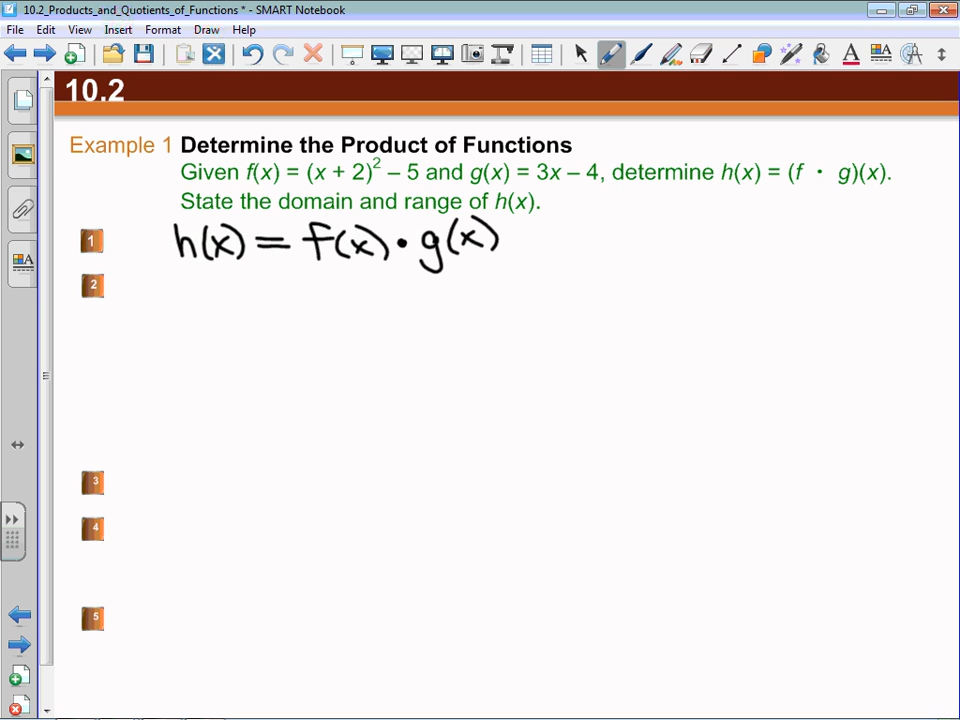 10.2_Products_and_Quotients_of_Functions * - SMART Notebook
File Edit View Insert Format Draw Help
10.2
Example 1 Determine the Product of Functions
Given f(x) = (x + 2)² – 5 and g(x) = 3x – 4, determine h(x) = (f · g)(x).
State the domain and range of h(x).
1 h(x) = f(x) • g(x)
2
3
4
5